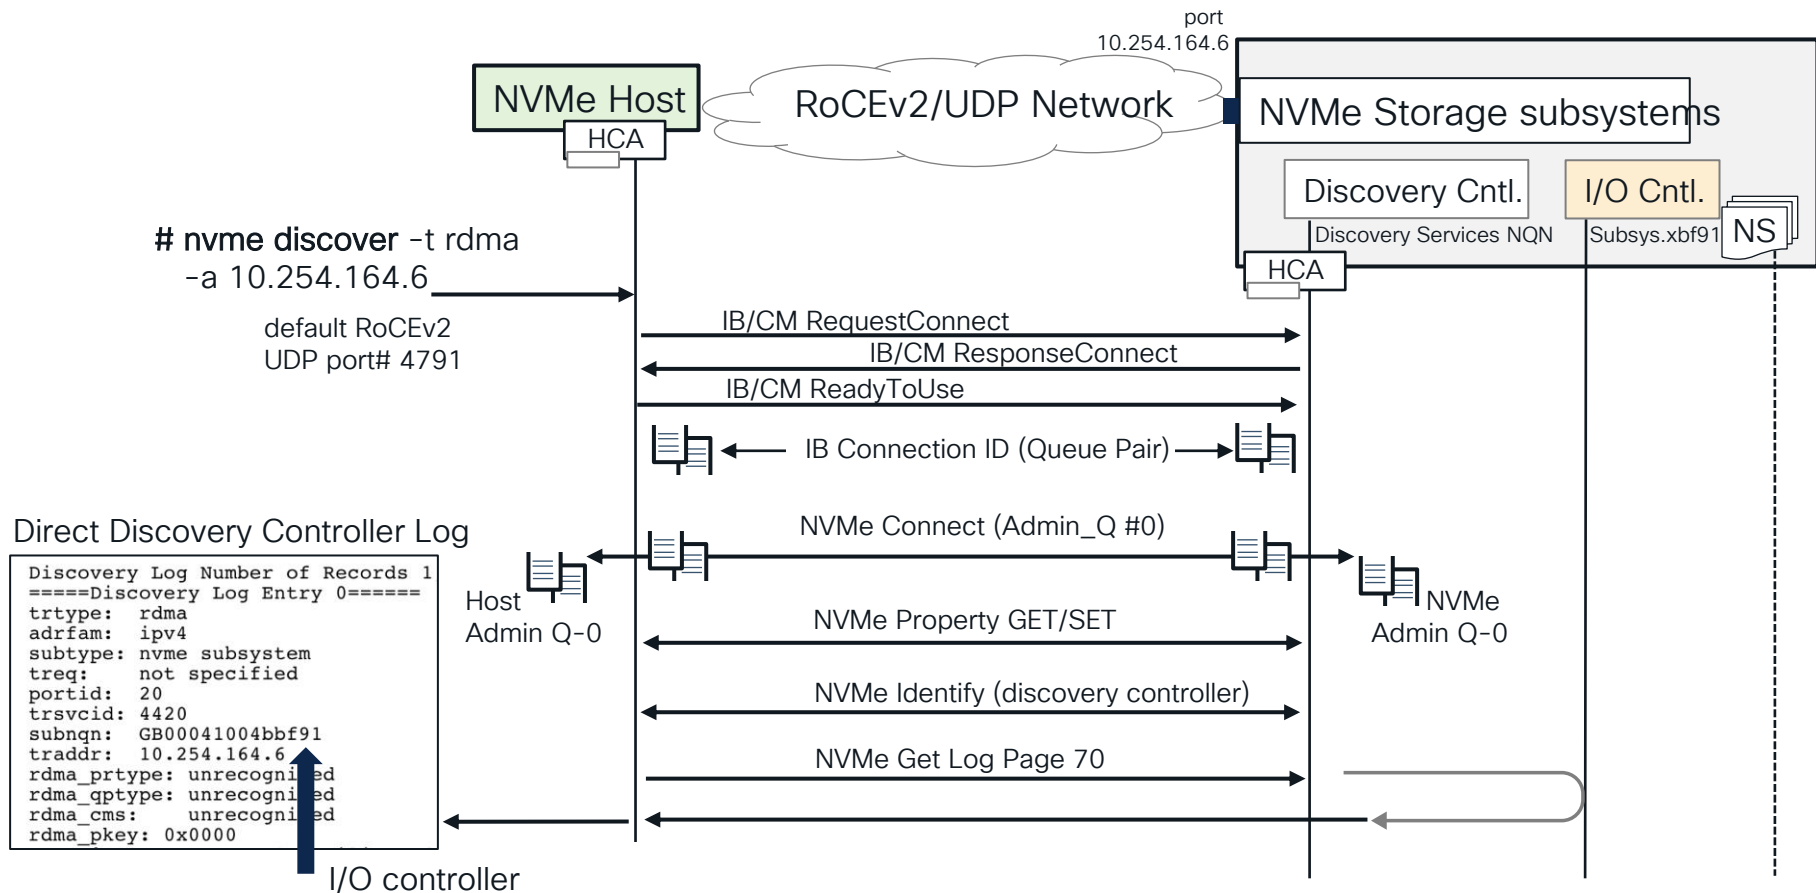 port
10.254.164.6
NVMe Host
HCA
RoCEv2/UDP Network
NVMe Storage subsystems
Discovery Cntl.
I/O Cntl.
Discovery Services NQN
Subsys.xbf91
NS
HCA
# nvme discover -t rdma
-a 10.254.164.6
default RoCEv2
UDP port# 4791
IB/CM RequestConnect
IB/CM ResponseConnect
IB/CM ReadyToUse
IB Connection ID (Queue Pair)
NVMe Connect (Admin_Q #0)
Host
Admin Q-0
NVMe
Admin Q-0
NVMe Property GET/SET
NVMe Identify (discovery controller)
NVMe Get Log Page 70
Direct Discovery Controller Log
Discovery Log Number of Records 1
=====Discovery Log Entry 0======
trtype: rdma
adrfam: ipv4
subtype: nvme subsystem
treq: not specified
portid: 20
trsvcid: 4420
subnqn: GB00041004bbf91
traddr: 10.254.164.6
rdma_prtype: unrecognized
rdma_qptype: unrecognized
rdma_cms: unrecognized
rdma_pkey: 0x0000
I/O controller